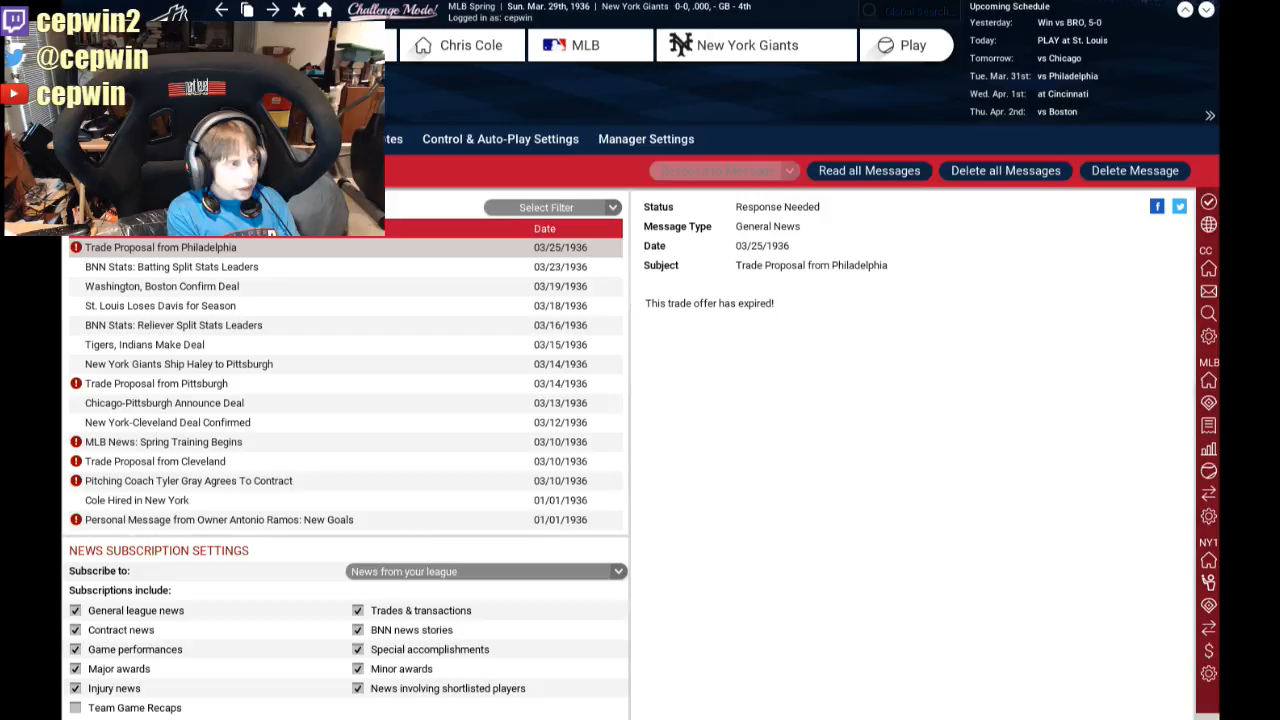 cepwin2
@cepwin
cepwin
Challenge Mode!
MLB Spring | Sun. Mar. 29th, 1936 | New York Giants 0-0, .000, - GB - 4th
Logged in as: cepwin
Global Search...
Upcoming Schedule
Yesterday: Win vs BRO, 5-0
Today: PLAY at St. Louis
Tomorrow: vs Chicago
Tue. Mar. 31st: vs Philadelphia
Wed. Apr. 1st: at Cincinnati
Thu. Apr. 2nd: vs Boston
Chris Cole
MLB
New York Giants
Play
tes
Control & Auto-Play Settings
Manager Settings
Read all Messages
Delete all Messages
Delete Message
Select Filter
Date
Trade Proposal from Philadelphia 03/25/1936
BNN Stats: Batting Split Stats Leaders 03/23/1936
Washington, Boston Confirm Deal 03/19/1936
St. Louis Loses Davis for Season 03/18/1936
BNN Stats: Reliever Split Stats Leaders 03/16/1936
Tigers, Indians Make Deal 03/15/1936
New York Giants Ship Haley to Pittsburgh 03/14/1936
Trade Proposal from Pittsburgh 03/14/1936
Chicago-Pittsburgh Announce Deal 03/13/1936
New York-Cleveland Deal Confirmed 03/12/1936
MLB News: Spring Training Begins 03/10/1936
Trade Proposal from Cleveland 03/10/1936
Pitching Coach Tyler Gray Agrees To Contract 03/10/1936
Cole Hired in New York 01/01/1936
Personal Message from Owner Antonio Ramos: New Goals 01/01/1936
NEWS SUBSCRIPTION SETTINGS
Subscribe to: News from your league
Subscriptions include:
General league news Trades & transactions
Contract news BNN news stories
Game performances Special accomplishments
Major awards Minor awards
Injury news News involving shortlisted players
Team Game Recaps
Status Response Needed
Message Type General News
Date 03/25/1936
Subject Trade Proposal from Philadelphia
This trade offer has expired!
CC
MLB
NY1
next level